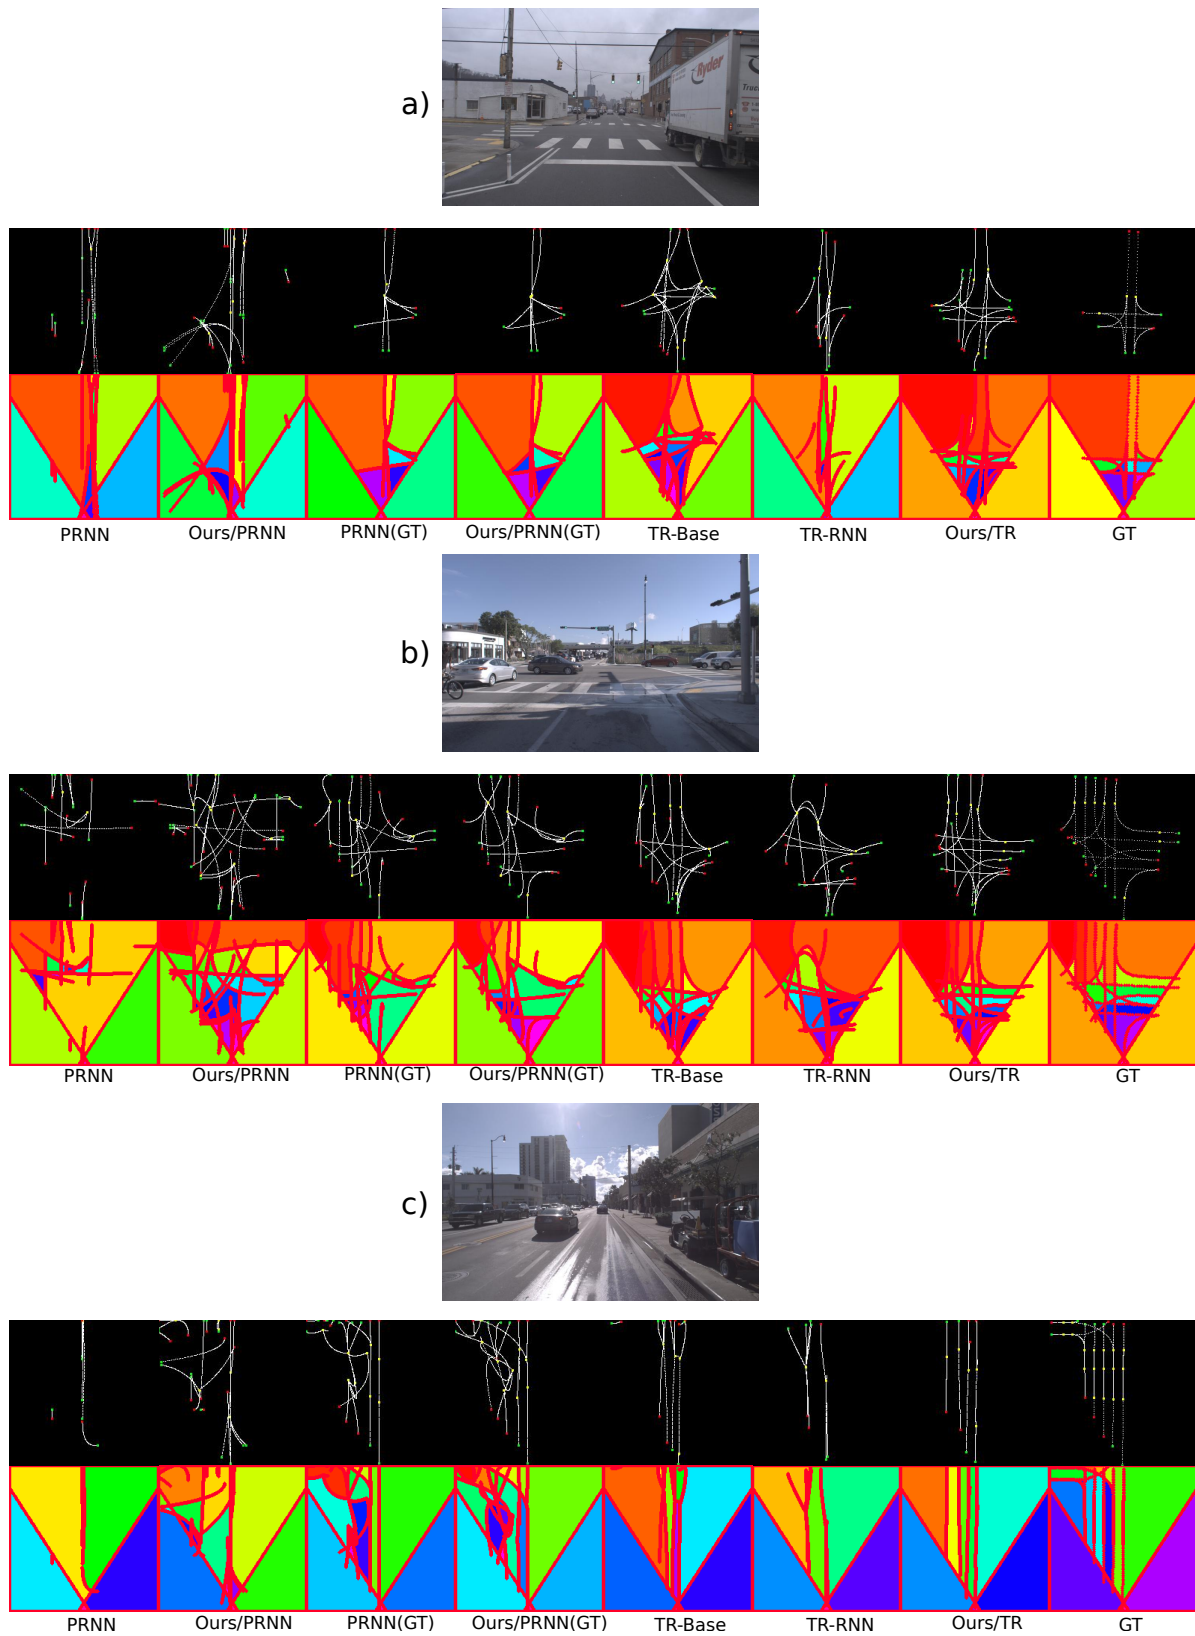 a)
Ryder
PRNN Ours/PRNN PRNN(GT) Ours/PRNN(GT) TR-Base TR-RNN Ours/TR GT
b)
PRNN Ours/PRNN PRNN(GT) Ours/PRNN(GT) TR-Base TR-RNN Ours/TR GT
c)
PRNN Ours/PRNN PRNN(GT) Ours/PRNN(GT) TR-Base TR-RNN Ours/TR GT